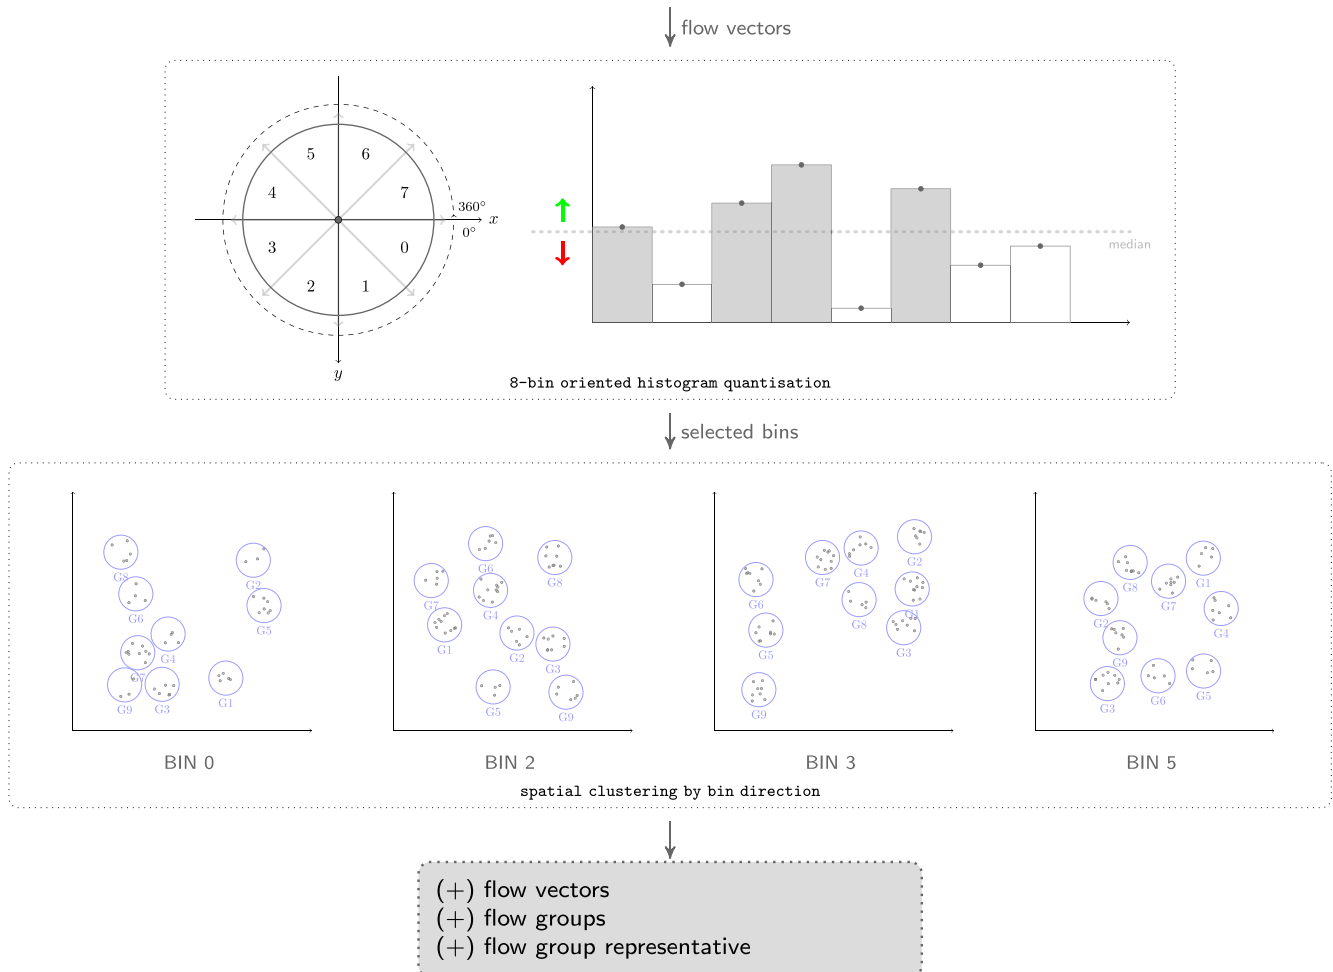 flow vectors
5 6
4 7
360°
x
0°
3 0
2 1
y
median
8-bin oriented histogram quantisation
selected bins
G8
G2
G6
G5
G4
G7
G9
G3
G1
BIN 0
G6
G8
G7
G4
G1
G2
G3
G5
G9
BIN 2
G2
G4
G7
G6
G1
G8
G5
G3
G9
BIN 3
G1
G8
G7
G2
G4
G9
G5
G6
G3
BIN 5
spatial clustering by bin direction
(+) flow vectors
(+) flow groups
(+) flow group representative